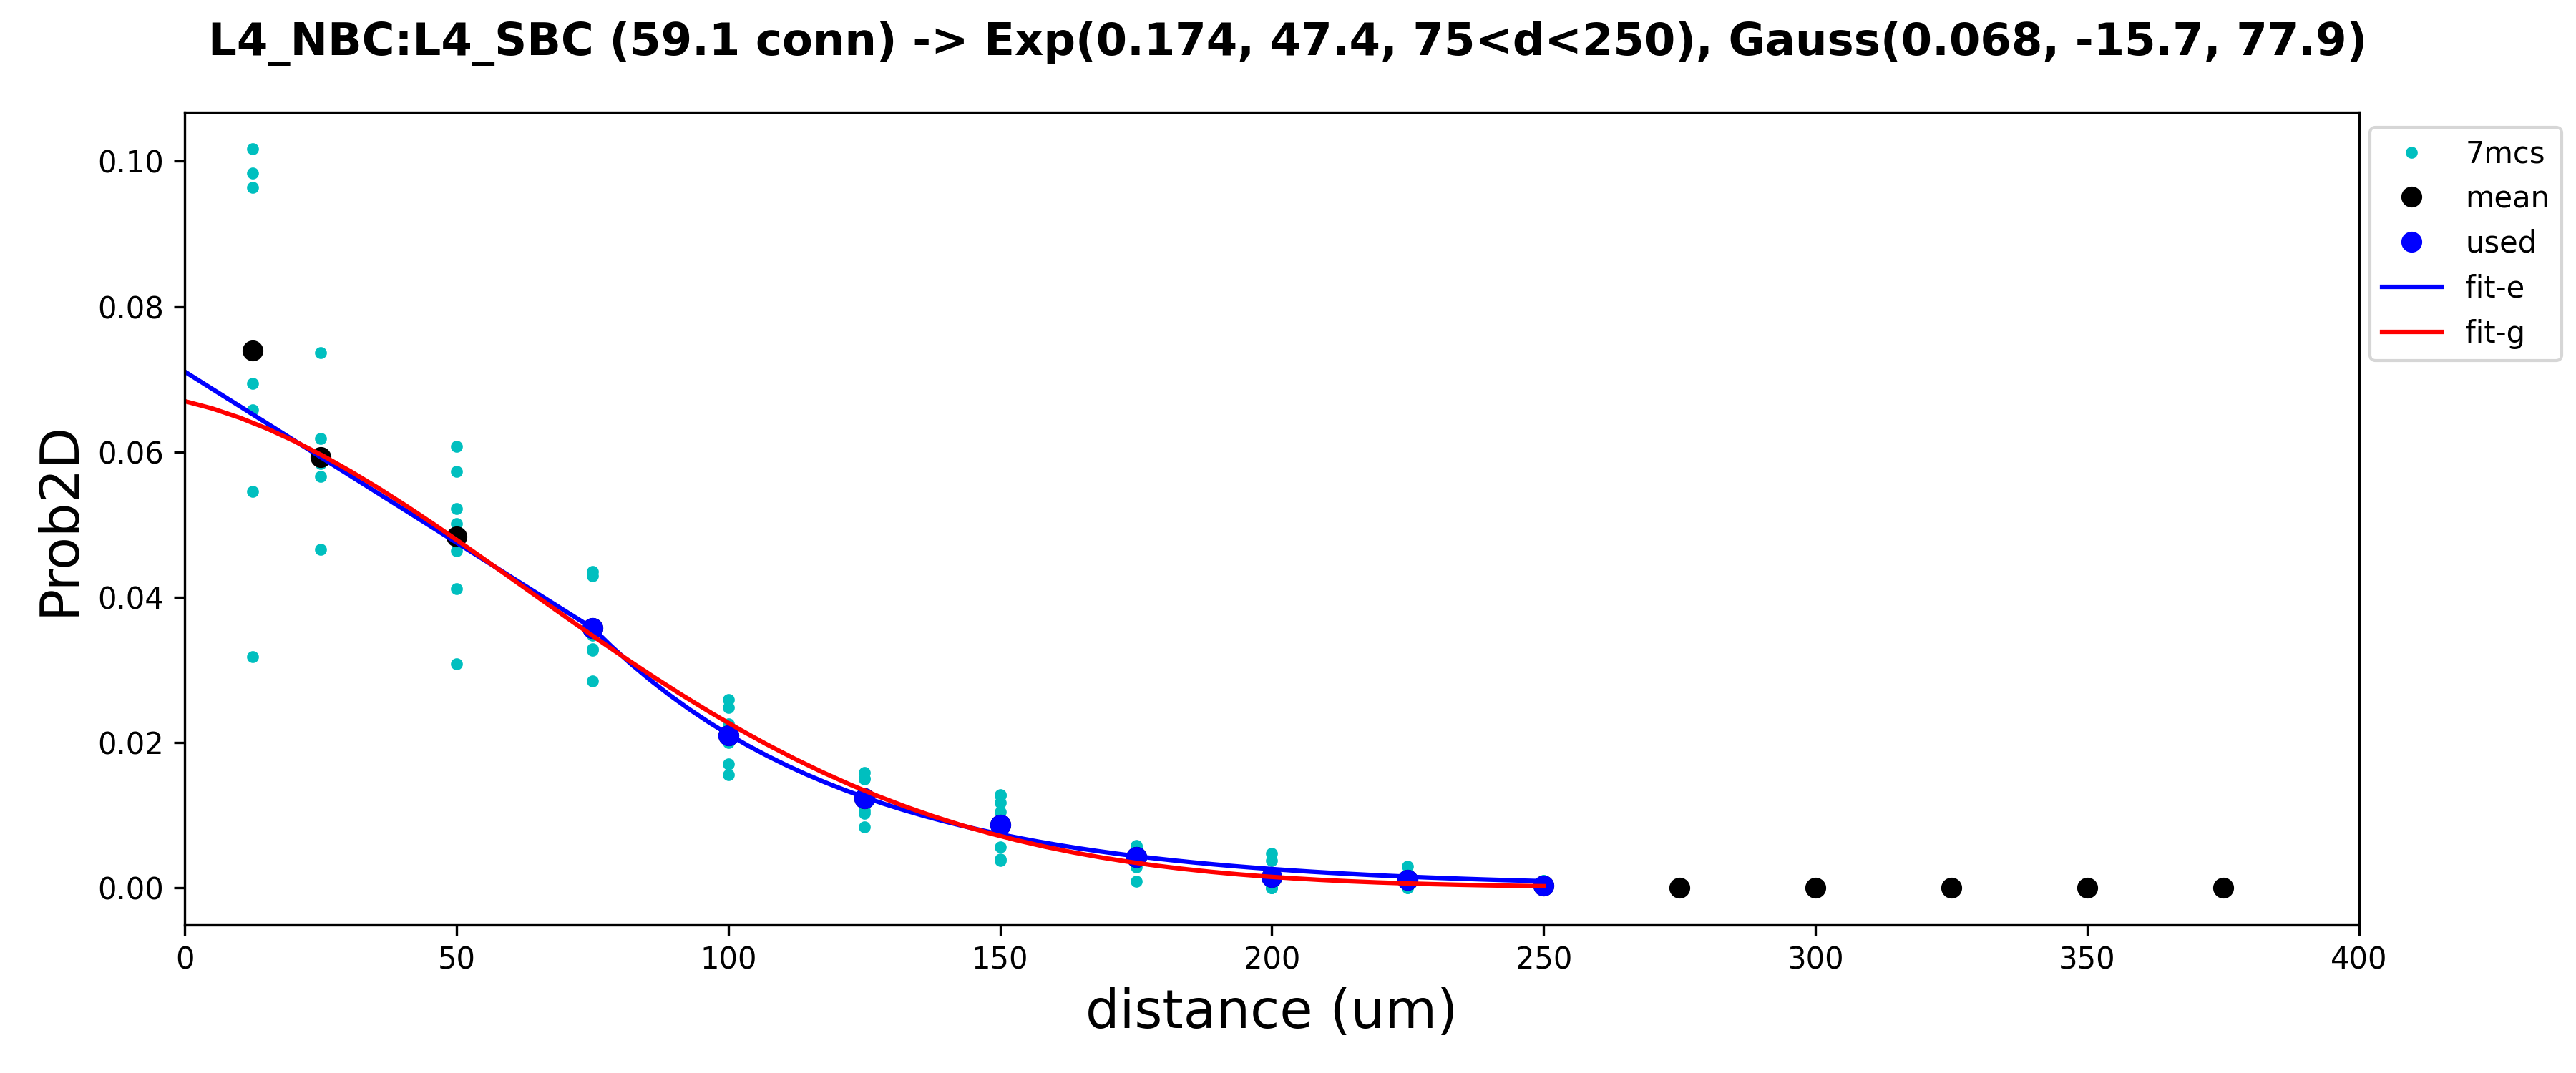 L4_NBC:L4_SBC (59.1 conn) -> Exp(0.174, 47.4, 75<d<250), Gauss(0.068, -15.7, 77.9)
7mcs
mean
used
fit-e
fit-g
Prob2D
0.10
0.08
0.06
0.04
0.02
0.00
0 50 100 150 200 250 300 350 400
distance (um)